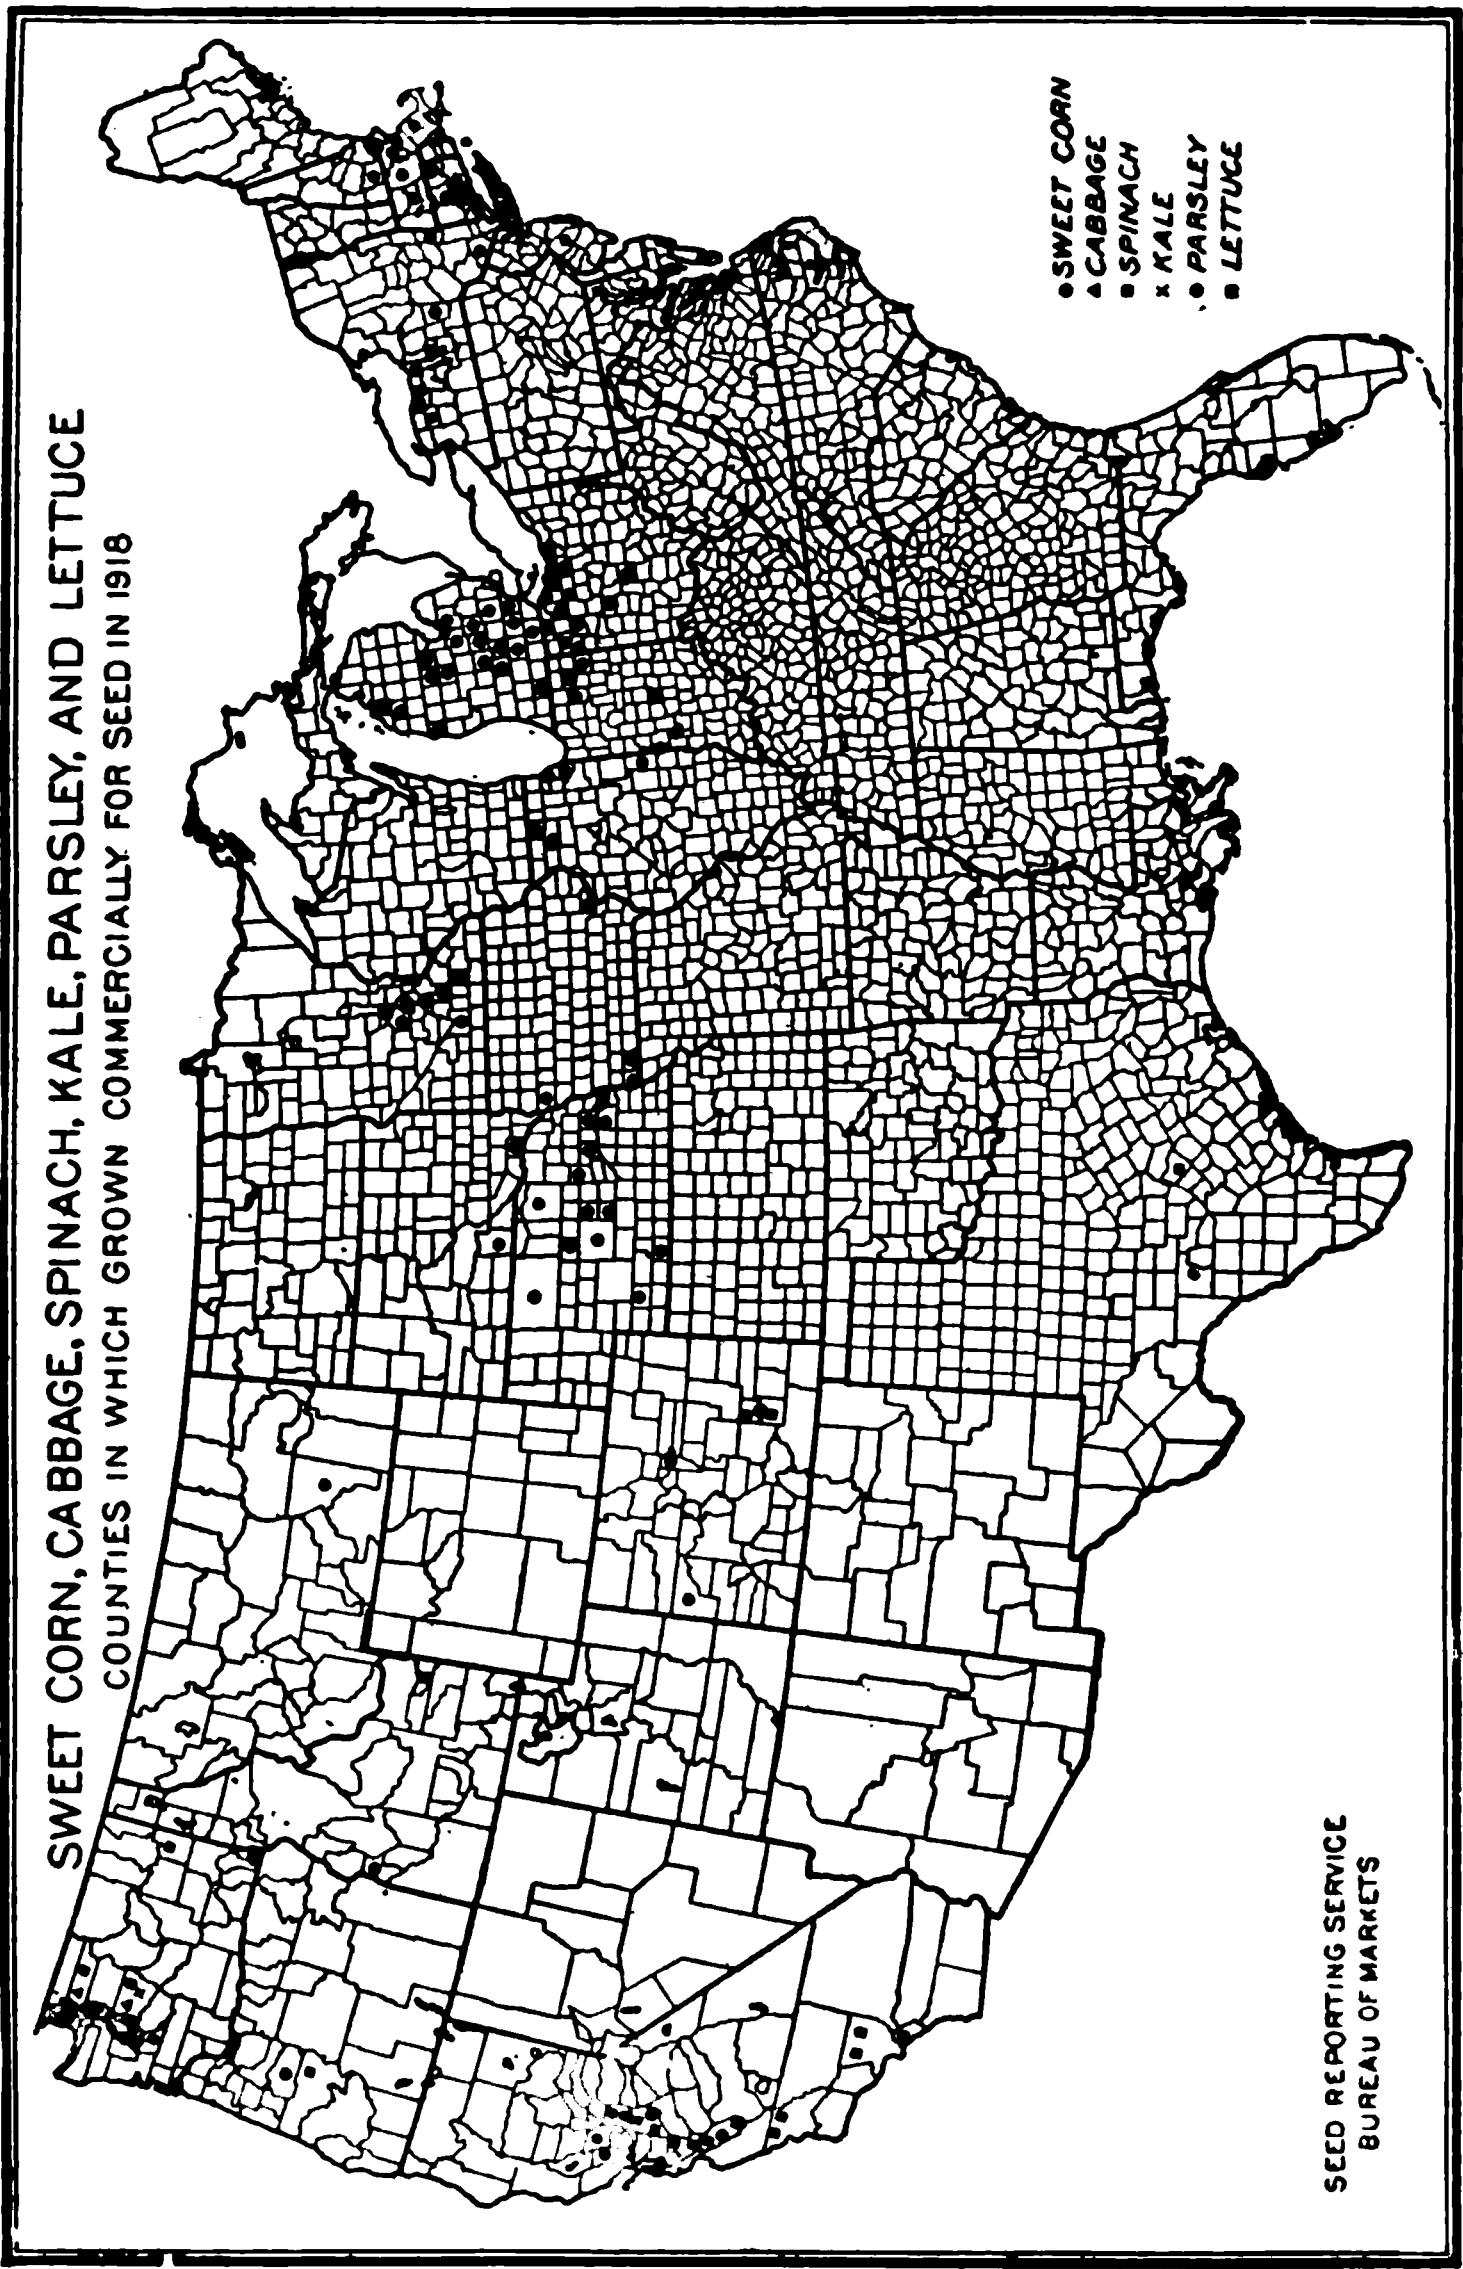 SWEET CORN, CABBAGE, SPINACH, KALE, PARSLEY, AND LETTUCE
COUNTIES IN WHICH GROWN COMMERCIALLY FOR SEED IN 1918
● SWEET CORN
▲ CABBAGE
■ SPINACH
x KALE
● PARSLEY
■ LETTUCE
SEED REPORTING SERVICE
BUREAU OF MARKETS